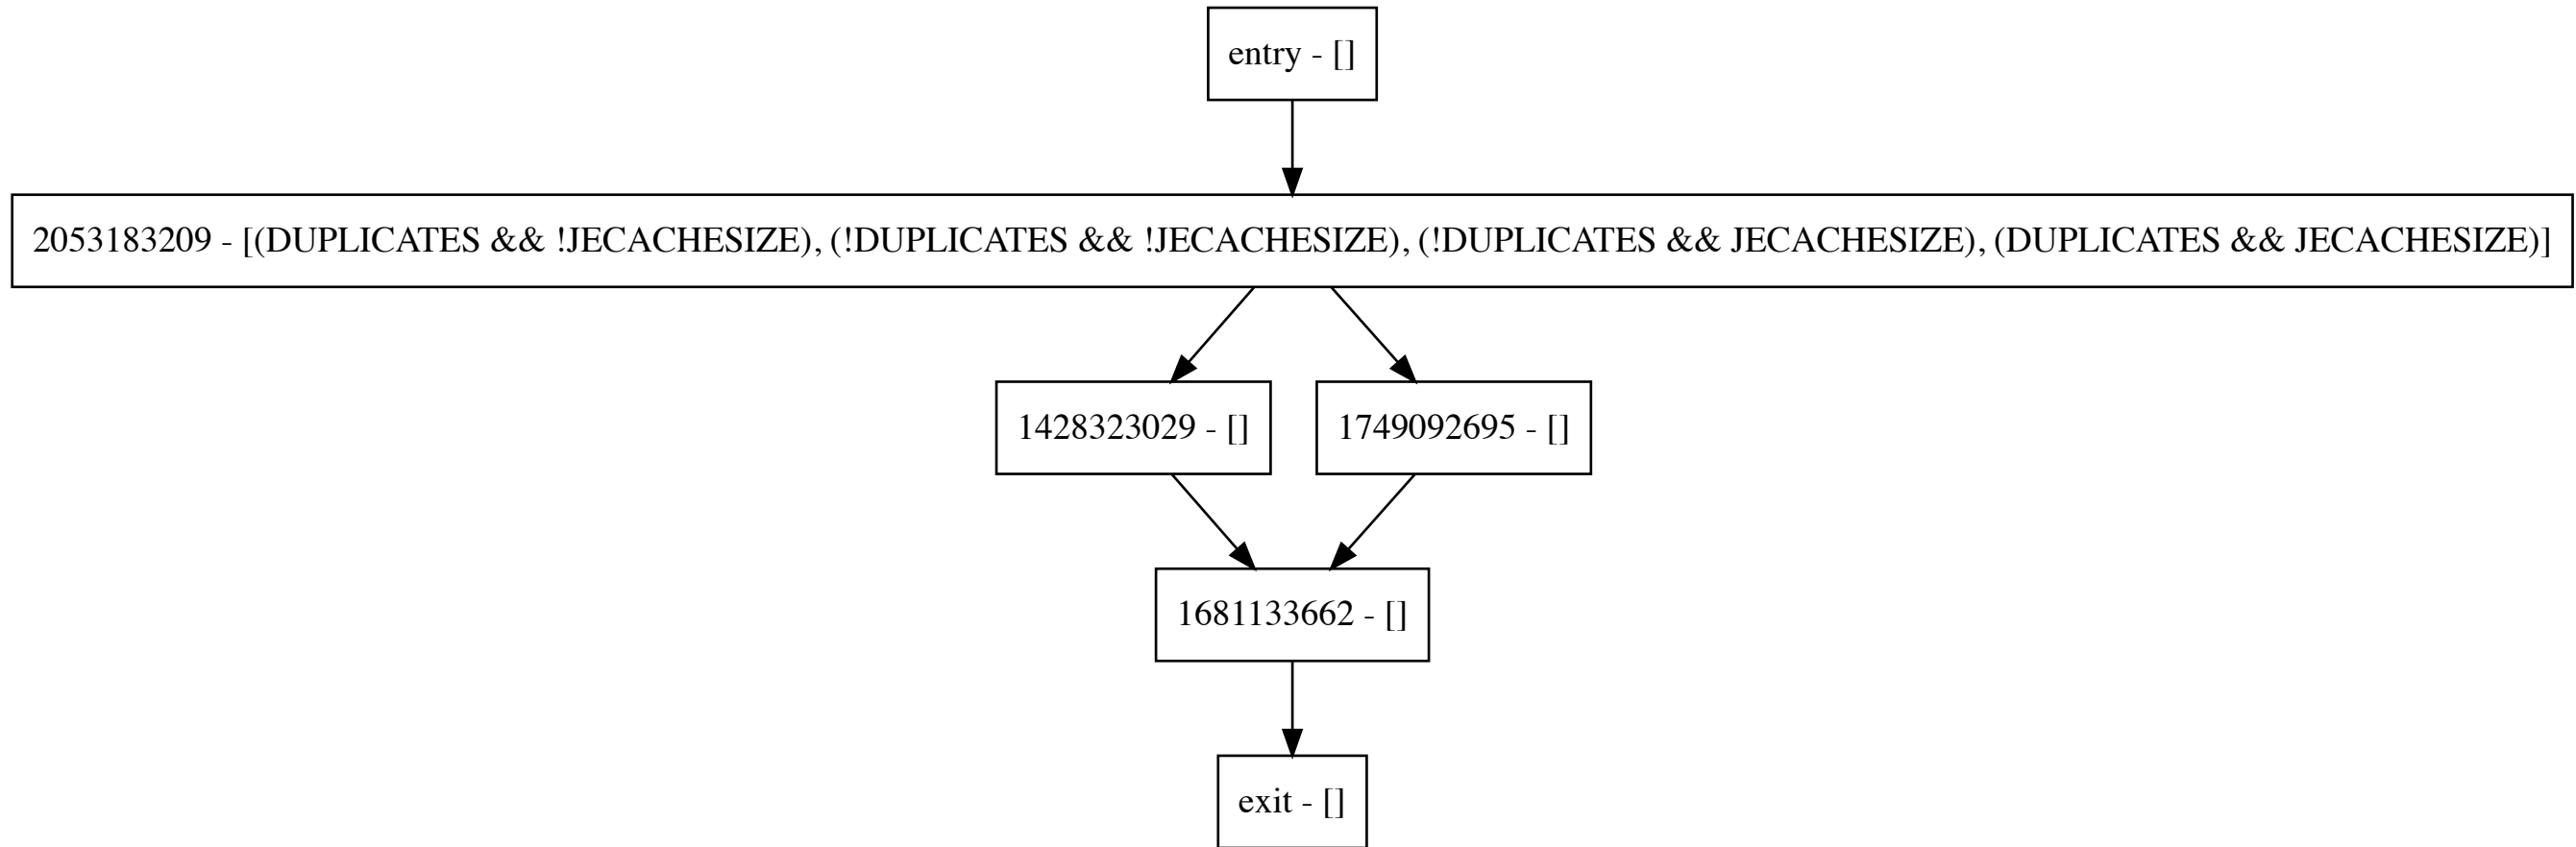 entry - []
2053183209 - [(DUPLICATES && !JECACHESIZE), (!DUPLICATES && !JECACHESIZE), (!DUPLICATES && JECACHESIZE), (DUPLICATES && JECACHESIZE)]
1428323029 - []
1749092695 - []
1681133662 - []
exit - []